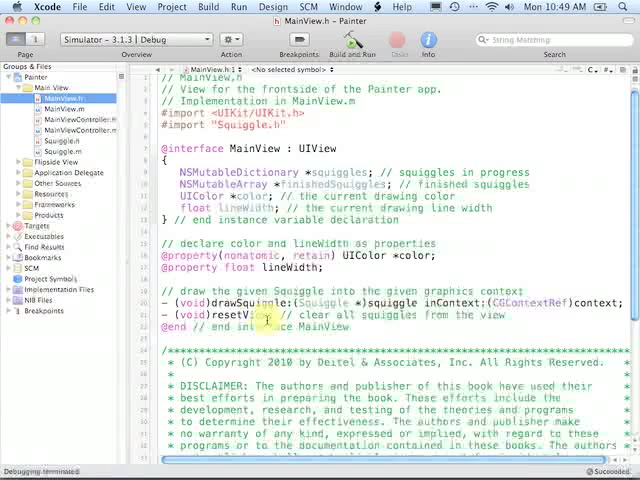 Xcode File Edit View Project Build Run Design SCM Window Help Mon 10:49 AM
MainView.h - Painter
Simulator - 3.1.3 | Debug
String Matching
Page Overview Action Breakpoints Build and Run Tasks Info Search
Groups & Files
Painter
Main View
MainView.h
MainView.m
MainViewController.h
MainViewController.m
Squiggle.h
Squiggle.m
Flipside View
Application Delegate
Other Sources
Resources
Frameworks
Products
Targets
Executables
Find Results
Bookmarks
SCM
Project Symbols
Implementation Files
NIB Files
Breakpoints
MainView.h:1 <No selected symbol>
// MainView.h
// View for the frontside of the Painter app.
// Implementation in MainView.m
#import <UIKit/UIKit.h>
#import "Squiggle.h"
@interface MainView : UIView
{
NSMutableDictionary *squiggles; // squiggles in progress
NSMutableArray *finishedSquiggles; // finished squiggles
UIColor *color; // the current drawing color
float lineWidth; // the current drawing line width
} // end instance variable declaration
// declare color and lineWidth as properties
@property(nonatomic, retain) UIColor *color;
@property float lineWidth;
// draw the given Squiggle into the given graphics context
- (void)drawSquiggle:(Squiggle *)squiggle inContext:(CGContextRef)context;
- (void)resetView; // clear all squiggles from the view
@end // end interface MainView
/**************************************************************************
* (C) Copyright 2010 by Deitel & Associates, Inc. All Rights Reserved.
*
* DISCLAIMER: The authors and publisher of this book have used their
* best efforts in preparing the book. These efforts include the
* development, research, and testing of the theories and programs
* to determine their effectiveness. The authors and publisher make
* no warranty of any kind, expressed or implied, with regard to these
* programs or to the documentation contained in these books. The authors
Debugging terminated. Succeeded